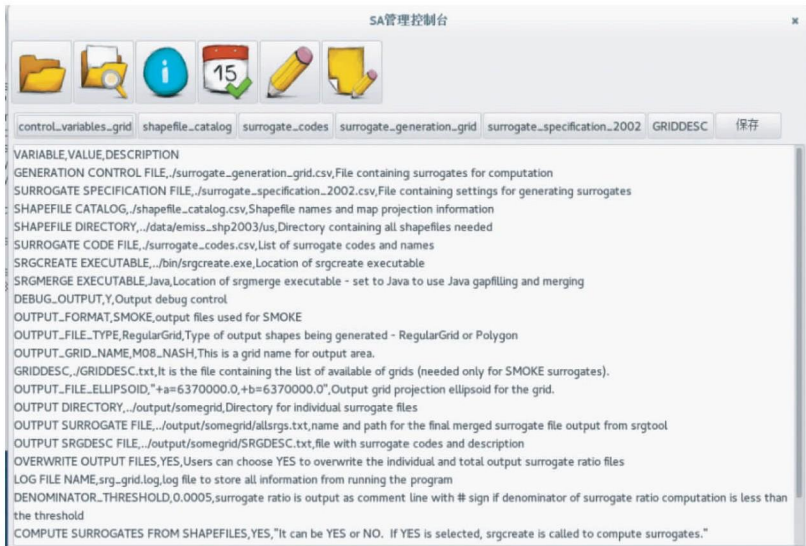 SA管理控制台
15
control_variables_grid shapefile_catalog surrogate_codes surrogate_generation_grid surrogate_specification_2002 GRIDDESC 保存
VARIABLE,VALUE,DESCRIPTION
GENERATION CONTROL FILE,./surrogate_generation_grid.csv,File containing surrogates for computation
SURROGATE SPECIFICATION FILE,./surrogate_specification_2002.csv,File containing settings for generating surrogates
SHAPEFILE CATALOG,./shapefile_catalog.csv,Shapefile names and map projection information
SHAPEFILE DIRECTORY,../data/emiss_shp2003/us,Directory containing all shapefiles needed
SURROGATE CODE FILE,./surrogate_codes.csv,List of surrogate codes and names
SRGCREATE EXECUTABLE,../bin/srgcreate.exe,Location of srgcreate executable
SRGMERGE EXECUTABLE,Java,Location of srgmerge executable - set to Java to use Java gapfilling and merging
DEBUG_OUTPUT,Y,Output debug control
OUTPUT_FORMAT,SMOKE,output files used for SMOKE
OUTPUT_FILE_TYPE,RegularGrid,Type of output shapes being generated - RegularGrid or Polygon
OUTPUT_GRID_NAME,M08_NASH,This is a grid name for output area.
GRIDDESC,./GRIDDESC.txt,It is the file containing the list of available of grids (needed only for SMOKE surrogates).
OUTPUT_FILE_ELLIPSOID,"+a=6370000.0,+b=6370000.0",Output grid projection ellipsoid for the grid.
OUTPUT DIRECTORY,../output/somegrid,Directory for individual surrogate files
OUTPUT SURROGATE FILE,../output/somegrid/allsrgs.txt,name and path for the final merged surrogate file output from srgtool
OUTPUT SRGDESC FILE,../output/somegrid/SRGDESC.txt,file with surrogate codes and description
OVERWRITE OUTPUT FILES,YES,Users can choose YES to overwrite the individual and total output surrogate ratio files
LOG FILE NAME,srg_grid.log,log file to store all information from running the program
DENOMINATOR_THRESHOLD,0.0005,surrogate ratio is output as comment line with # sign if denominator of surrogate ratio computation is less than
the threshold
COMPUTE SURROGATES FROM SHAPEFILES,YES,"It can be YES or NO.  If YES is selected, srgcreate is called to compute surrogates."